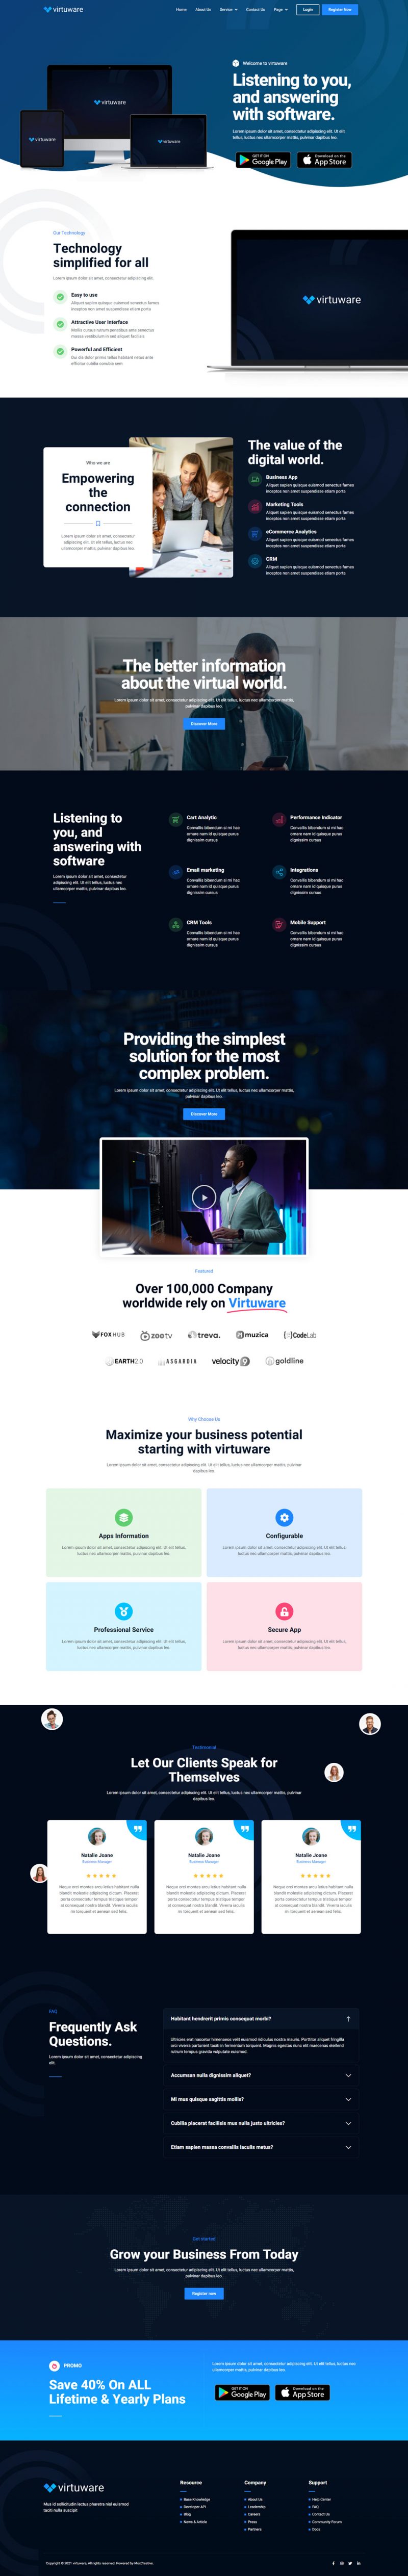 virtuware
Home About Us Service Contact Us Page Login Register Now
Welcome to virtuware
Listening to you,
and answering
with software.
Lorem ipsum dolor sit amet, consectetur adipiscing elit. Ut elit
tellus, luctus nec ullamcorper mattis, pulvinar dapibus leo.
GET IT ON
Google Play
Download on the
App Store
virtuware
virtuware
virtuware
Our Technology
Technology
simplified for all
Lorem ipsum dolor sit amet, consectetur adipiscing elit.
Easy to use
Aliquet sapien quisque euismod senectus fames
inceptos non amet suspendisse etiam porta
Attractive User Interface
Mollis cursus rutrum penatibus ante senectus
massa vestibulum in vel aliquet facilisis
Powerful and Efficient
Dui dis dolor primis tellus habitant netus ante
efficitur cubilia conubia sem
virtuware
Who we are
Empowering
the
connection
Lorem ipsum dolor sit amet, consectetur
adipiscing elit. Ut elit tellus, luctus nec
ullamcorper mattis, pulvinar dapibus leo.
The value of the
digital world.
Business App
Aliquet sapien quisque euismod senectus fames
inceptos non amet suspendisse etiam porta
Marketing Tools
Aliquet sapien quisque euismod senectus fames
inceptos non amet suspendisse etiam porta
eCommerce Analytics
Aliquet sapien quisque euismod senectus fames
inceptos non amet suspendisse etiam porta
CRM
Aliquet sapien quisque euismod senectus fames
inceptos non amet suspendisse etiam porta
The better information
about the virtual world.
Lorem ipsum dolor sit amet, consectetur adipiscing elit. Ut elit tellus, luctus nec ullamcorper mattis,
pulvinar dapibus leo.
Discover More
Listening to
you, and
answering with
software
Lorem ipsum dolor sit amet, consectetur
adipiscing elit. Ut elit tellus, luctus nec
ullamcorper mattis, pulvinar dapibus leo.
Cart Analytic
Convallis bibendum si mi hac
ornare nam id quisque purus
dignissim cursus
Performance Indicator
Convallis bibendum si mi hac
ornare nam id quisque purus
dignissim cursus
Email marketing
Convallis bibendum si mi hac
ornare nam id quisque purus
dignissim cursus
Integrations
Convallis bibendum si mi hac
ornare nam id quisque purus
dignissim cursus
CRM Tools
Convallis bibendum si mi hac
ornare nam id quisque purus
dignissim cursus
Mobile Support
Convallis bibendum si mi hac
ornare nam id quisque purus
dignissim cursus
Providing the simplest
solution for the most
complex problem.
Lorem ipsum dolor sit amet, consectetur adipiscing elit. Ut elit tellus, luctus nec ullamcorper mattis,
pulvinar dapibus leo.
Discover More
Featured
Over 100,000 Company
worldwide rely on Virtuware
FOXHUB zootv treva. muzica CodeLab
EARTH2.0 ASGARDIA velocity9 goldline
Why Choose Us
Maximize your business potential
starting with virtuware
Lorem ipsum dolor sit amet, consectetur adipiscing elit. Ut elit tellus, luctus nec ullamcorper mattis, pulvinar
dapibus leo.
Apps Information
Lorem ipsum dolor sit amet, consectetur adipiscing elit. Ut elit tellus,
luctus nec ullamcorper mattis, pulvinar dapibus leo.
Configurable
Lorem ipsum dolor sit amet, consectetur adipiscing elit. Ut elit tellus,
luctus nec ullamcorper mattis, pulvinar dapibus leo.
Professional Service
Lorem ipsum dolor sit amet, consectetur adipiscing elit. Ut elit tellus,
luctus nec ullamcorper mattis, pulvinar dapibus leo.
Secure App
Lorem ipsum dolor sit amet, consectetur adipiscing elit. Ut elit tellus,
luctus nec ullamcorper mattis, pulvinar dapibus leo.
Testimonial
Let Our Clients Speak for
Themselves
Lorem ipsum dolor sit amet, consectetur adipiscing elit. Ut elit tellus, luctus nec ullamcorper mattis, pulvinar
dapibus leo.
Natalie Joane
Business Manager
Neque orci montes arcu letius habitant nulla
blandit molestie adipiscing dictum. Placerat
porta consectetur tempus taciti tempor
et consequat nostra blandit. Viverra iaculis
mi torquent et aenean sed felis.
Natalie Joane
Business Manager
Neque orci montes arcu letius habitant nulla
blandit molestie adipiscing dictum. Placerat
porta consectetur tempus taciti tempor
et consequat nostra blandit. Viverra iaculis
mi torquent et aenean sed felis.
Natalie Joane
Business Manager
Neque orci montes arcu letius habitant nulla
blandit molestie adipiscing dictum. Placerat
porta consectetur tempus taciti tempor
et consequat nostra blandit. Viverra iaculis
mi torquent et aenean sed felis.
FAQ
Frequently Ask
Questions.
Lorem ipsum dolor sit amet, consectetur adipiscing
elit.
Habitant hendrerit primis consequat morbi?
Ultricies erat nascetur himenaeos velit euismod ridiculus nostra mauris. Porttitor aliquet fringilla
orci viverra parturient taciti in fermentum torquent. Magnis egestas nunc elit maecenas eleifend
rutrum tempus gravida vulputate euismod.
Accumsan nulla dignissim aliquet?
Mi mus quisque sagittis mollis?
Cubilia placerat facilisis mus nulla justo ultricies?
Etiam sapien massa convallis iaculis metus?
Get started
Grow your Business From Today
Lorem ipsum dolor sit amet, consectetur adipiscing elit. Ut elit tellus, luctus nec ullamcorper mattis,
pulvinar dapibus leo.
Register now
PROMO
Save 40% On ALL
Lifetime & Yearly Plans
Lorem ipsum dolor sit amet, consectetur adipiscing elit. Ut elit tellus, luctus nec
ullamcorper mattis, pulvinar dapibus leo.
GET IT ON
Google Play
Download on the
App Store
virtuware
Mus id sollicitudin lectus pharetra nisl euismod
taciti nulla suscipit
Resource
Base Knowledge
Developer API
Blog
News & Article
Company
About Us
Leadership
Careers
Press
Partners
Support
Help Center
FAQ
Contact Us
Community Forum
Docs
Copyright © 2021 virtuware, All rights reserved. Powered by MaxCreative.